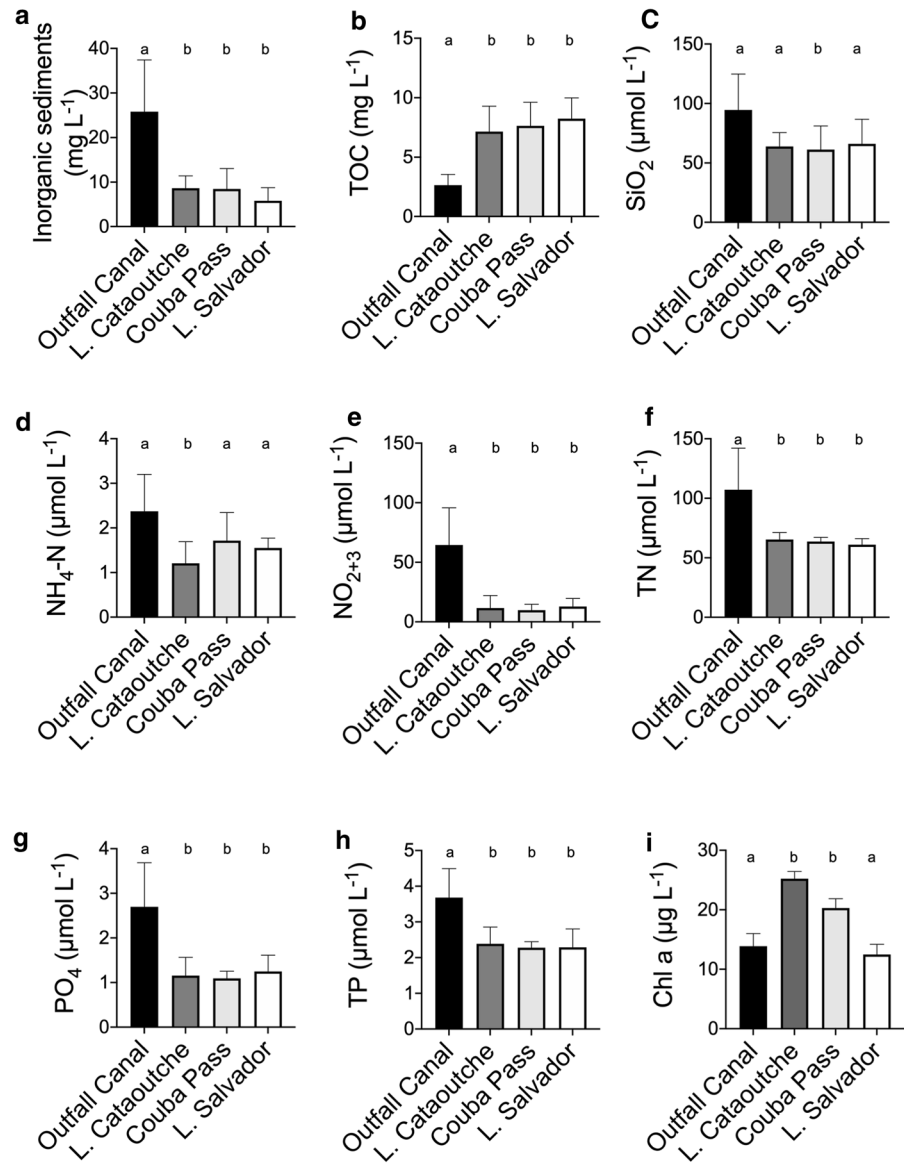 a
Inorganic sediments
(mg L⁻¹)
40
30
20
10
0
a b b b
Outfall Canal
L. Cataoutche
Couba Pass
L. Salvador
b
TOC (mg L⁻¹)
15
10
5
0
a b b b
Outfall Canal
L. Cataoutche
Couba Pass
L. Salvador
C
SiO₂ (μmol L⁻¹)
150
100
50
0
a a b a
Outfall Canal
L. Cataoutche
Couba Pass
L. Salvador
d
NH₄-N (μmol L⁻¹)
4
3
2
1
0
a b a a
Outfall Canal
L. Cataoutche
Couba Pass
L. Salvador
e
NO₂₊₃ (μmol L⁻¹)
150
100
50
0
a b b b
Outfall Canal
L. Cataoutche
Couba Pass
L. Salvador
f
TN (μmol L⁻¹)
150
100
50
0
a b b b
Outfall Canal
L. Cataoutche
Couba Pass
L. Salvador
g
PO₄ (μmol L⁻¹)
4
3
2
1
0
a b b b
Outfall Canal
L. Cataoutche
Couba Pass
L. Salvador
h
TP (μmol L⁻¹)
5
4
3
2
1
0
a b b b
Outfall Canal
L. Cataoutche
Couba Pass
L. Salvador
i
Chl a (μg L⁻¹)
30
20
10
0
a b b a
Outfall Canal
L. Cataoutche
Couba Pass
L. Salvador